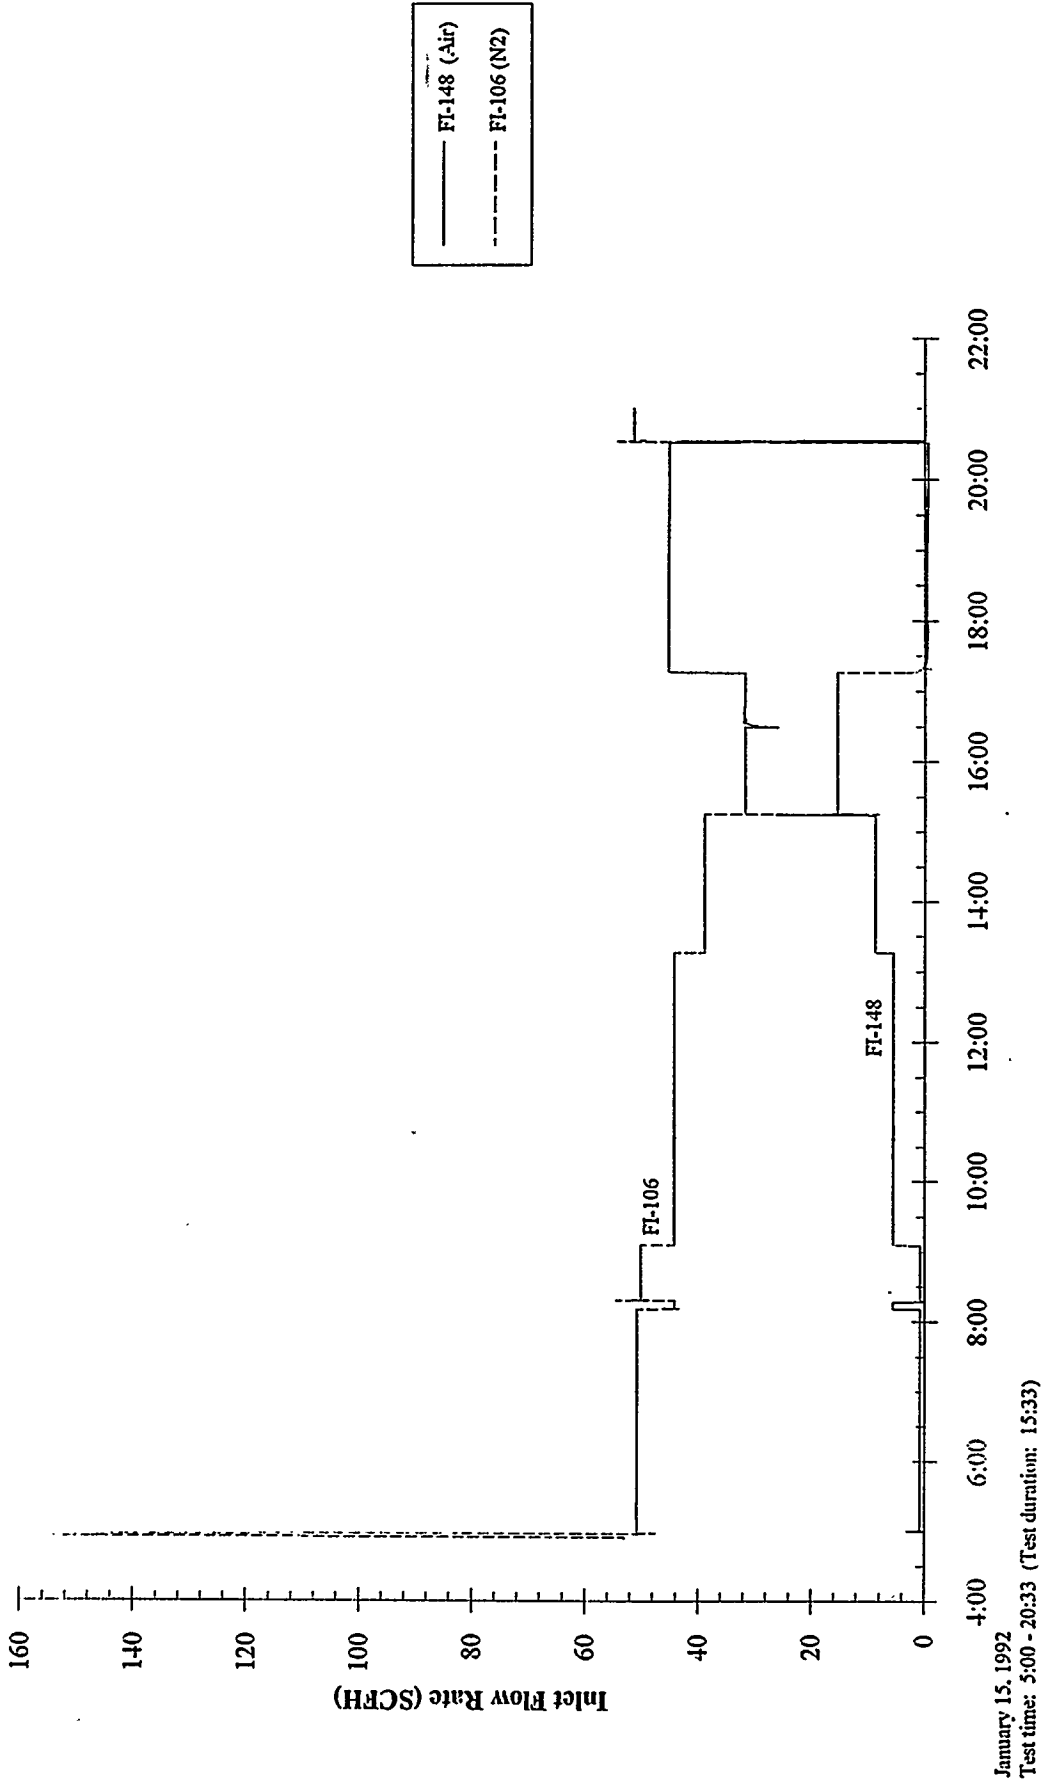 FI-148 (Air)
FI-106 (N2)
Inlet Flow Rate (SCFH)
160
140
120
100
80
60
40
20
0
FI-106
FI-148
4:00
6:00
8:00
10:00
12:00
14:00
16:00
18:00
20:00
22:00
January 15, 1992
Test time: 5:00 - 20:33 (Test duration: 15:33)